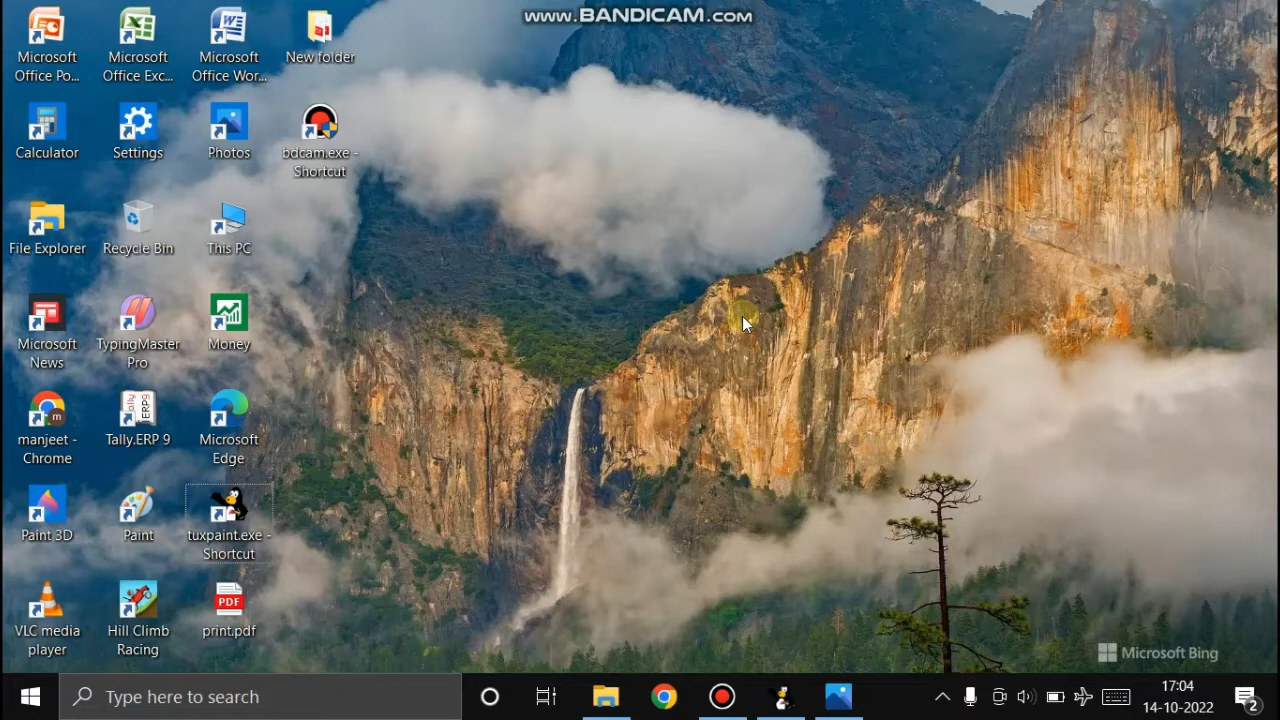 www.BANDICAM.com
Microsoft
Office Po...
Microsoft
Office Exc...
Microsoft
Office Wor...
New folder
Calculator
Settings
Photos
bdcam.exe -
Shortcut
File Explorer
Recycle Bin
This PC
Microsoft
News
TypingMaster
Pro
Money
manjeet -
Chrome
m
Tally.ERP 9
Tally
ERP9
Microsoft
Edge
Paint 3D
Paint
tuxpaint.exe -
Shortcut
VLC media
player
Hill Climb
Racing
PDF
print.pdf
Microsoft Bing
Type here to search
17:04
14-10-2022
2